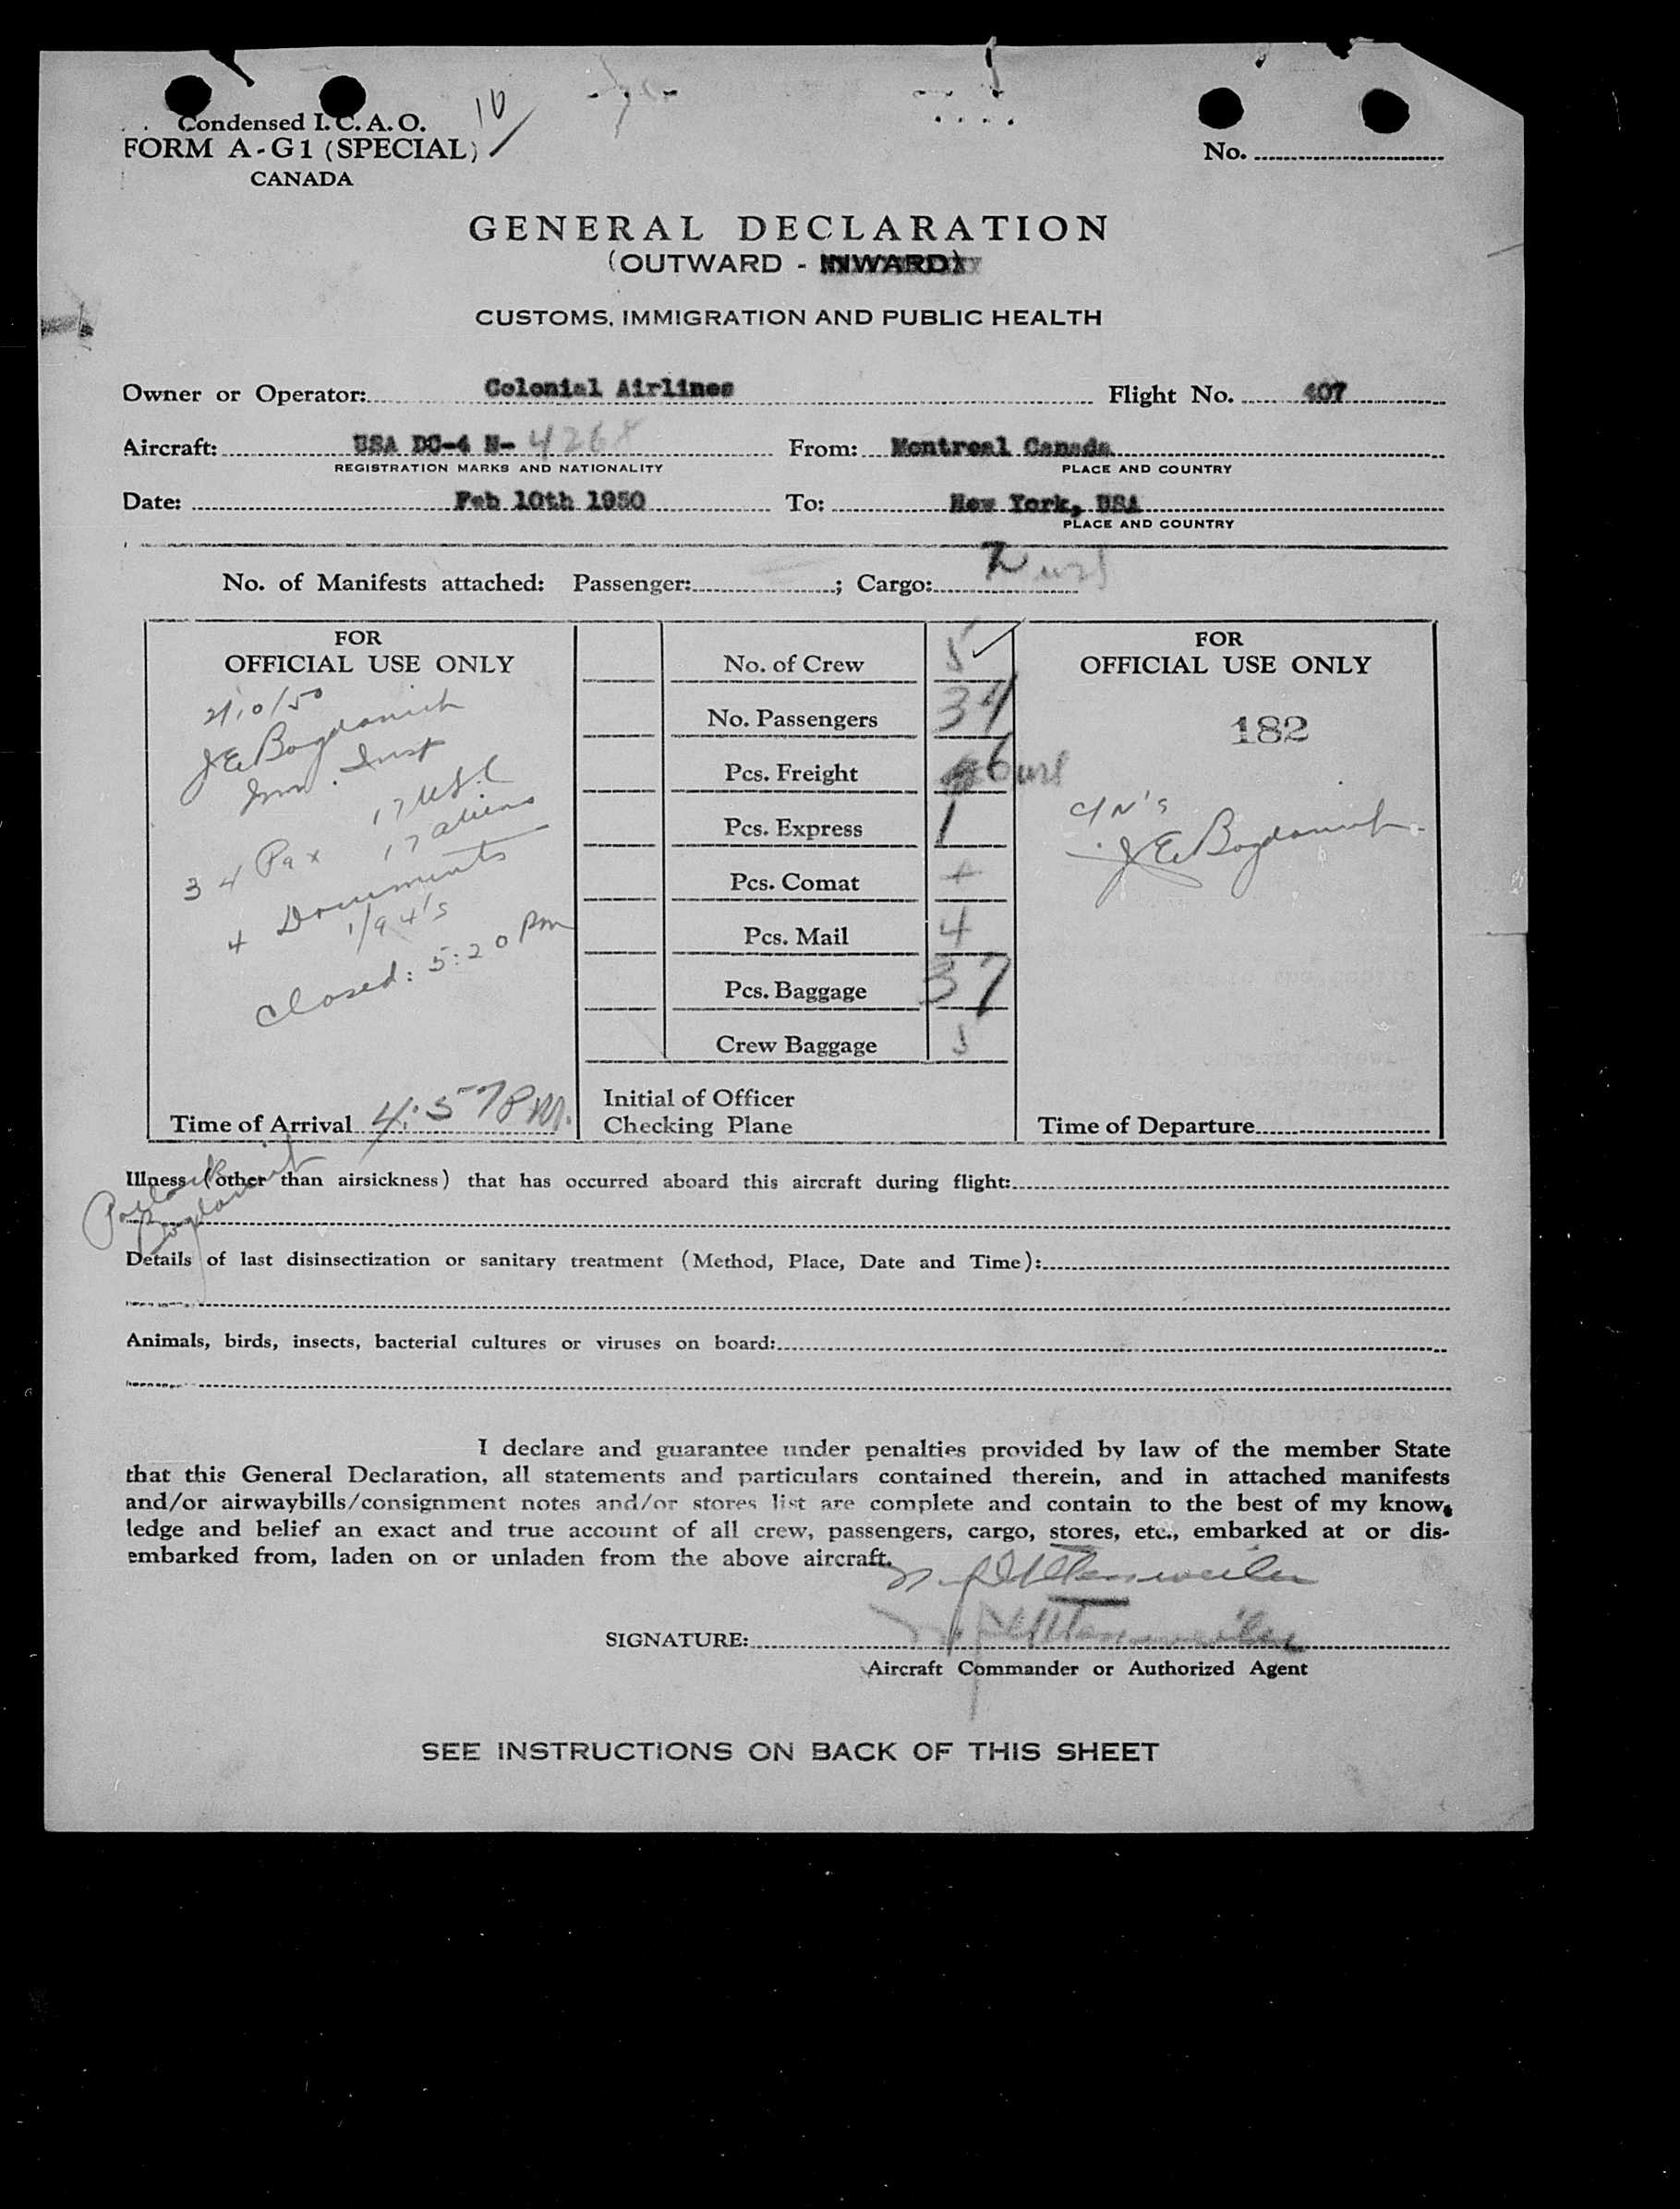 Condensed I. C. A. O.
10
FORM A-G1 (SPECIAL)
CANADA
No.
GENERAL DECLARATION
(OUTWARD - INWARD)
CUSTOMS, IMMIGRATION AND PUBLIC HEALTH
Owner or Operator: Colonial Airlines Flight No. 407
Aircraft: USA DC-4 N- 4268 From: Montreal Canada
REGISTRATION MARKS AND NATIONALITY PLACE AND COUNTRY
Date: Feb 10th 1950 To: New York, USA
PLACE AND COUNTRY
No. of Manifests attached: Passenger: ; Cargo: 2
FOR
OFFICIAL USE ONLY
2/10/50
J E Bogdanich
Imm. Inst
34 Pax 17 USC
17 aliens
4 Documents
1/94's
Closed: 5:20 Pm
Time of Arrival 4:57 P.M.
No. of Crew 5
No. Passengers 34
Pcs. Freight 6
Pcs. Express 1
Pcs. Comat
Pcs. Mail 4
Pcs. Baggage 37
Crew Baggage 5
Initial of Officer
Checking Plane
FOR
OFFICIAL USE ONLY
182
J E Bogdanich
Time of Departure
Illness (other than airsickness) that has occurred aboard this aircraft during flight:
Bogdanich
Details of last disinsectization or sanitary treatment (Method, Place, Date and Time):
Animals, birds, insects, bacterial cultures or viruses on board:
I declare and guarantee under penalties provided by law of the member State
that this General Declaration, all statements and particulars contained therein, and in attached manifests
and/or airwaybills/consignment notes and/or stores list are complete and contain to the best of my know-
ledge and belief an exact and true account of all crew, passengers, cargo, stores, etc., embarked at or dis-
embarked from, laden on or unladen from the above aircraft.
SIGNATURE:
Aircraft Commander or Authorized Agent
SEE INSTRUCTIONS ON BACK OF THIS SHEET